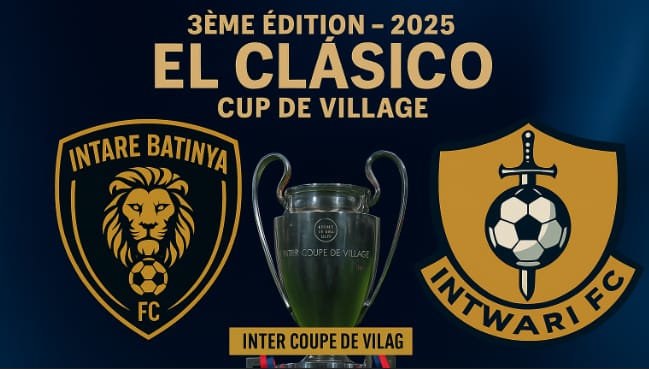 3ÈME ÉDITION – 2025
EL CLÁSICO
CUP DE VILLAGE
INTARE BATINYA
FC
INTER COUPE DE VILLAGE
INTWARI FC
INTER COUPE DE VILAG